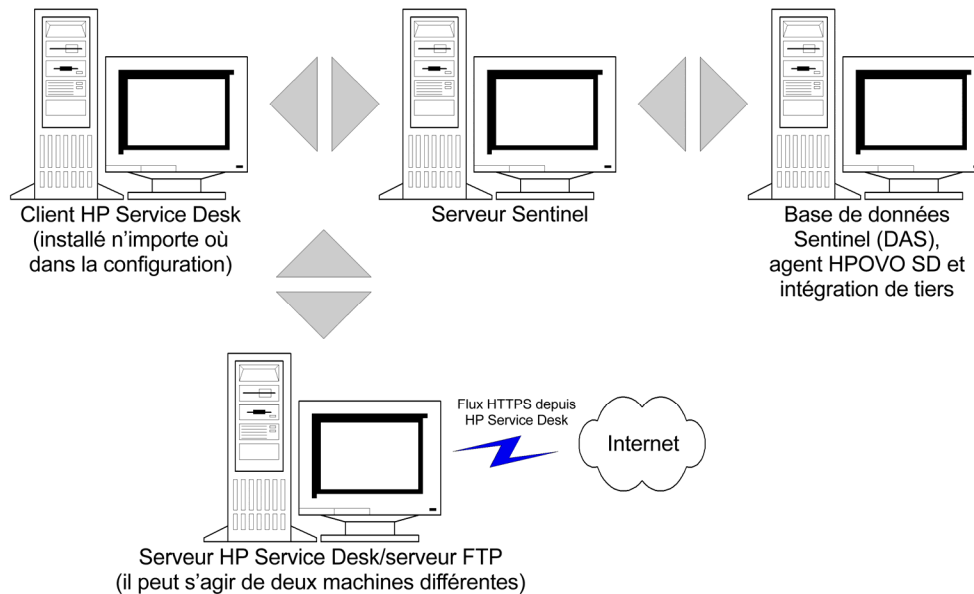 Client HP Service Desk
(installé n'importe où
dans la configuration)
Serveur Sentinel
Base de données
Sentinel (DAS),
agent HPOVO SD et
intégration de tiers
Flux HTTPS depuis
HP Service Desk
Internet
Serveur HP Service Desk/serveur FTP
(il peut s'agir de deux machines différentes)